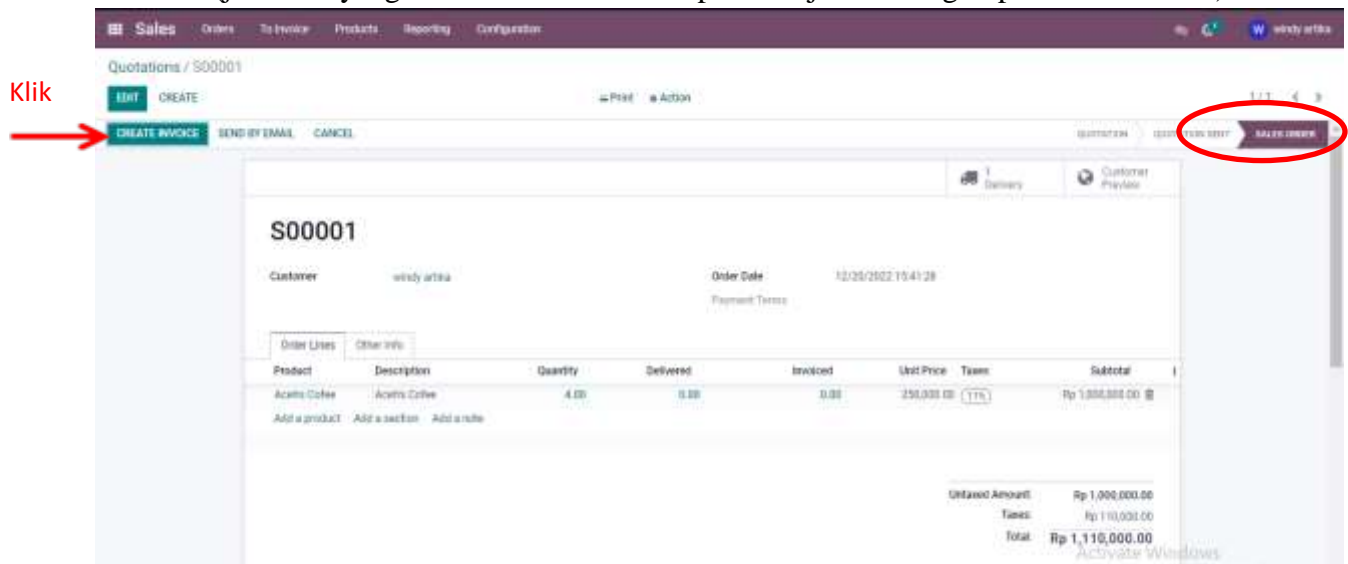 Sales Orders To Invoice Products Reporting Configuration windy artika
Quotations / S00001
Klik
EDIT CREATE Print Action 1 / 1
CREATE INVOICE SEND BY EMAIL CANCEL QUOTATION QUOTATION SENT SALES ORDER
1 Delivery Customer Preview
S00001
Customer windy artika Order Date 12/20/2022 15:41:28
Payment Terms
Order Lines Other Info
Product Description Quantity Delivered Invoiced Unit Price Taxes Subtotal
4.00 0.00 0.00 250,000.00 11% Rp 1,000,000.00
Add a product Add a section Add a note
Untaxed Amount: Rp 1,000,000.00
Taxes: Rp 110,000.00
Total: Rp 1,110,000.00
Activate Windows